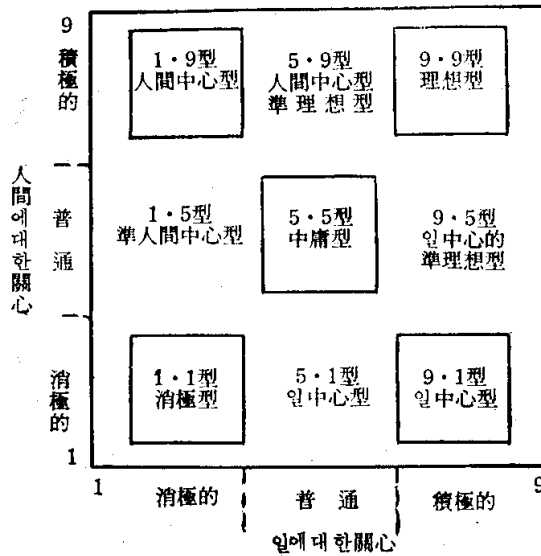 9
積極的
1・9型
人間中心型
5・9型
人間中心型
準理想型
9・9型
理想型
人間에대한關心
普通
1・5型
準人間中心型
5・5型
中庸型
9・5型
일中心的
準理想型
消極的
1・1型
消極型
5・1型
일中心型
9・1型
일中心型
1
1
消極的
普通
積極的
9
일에대한關心